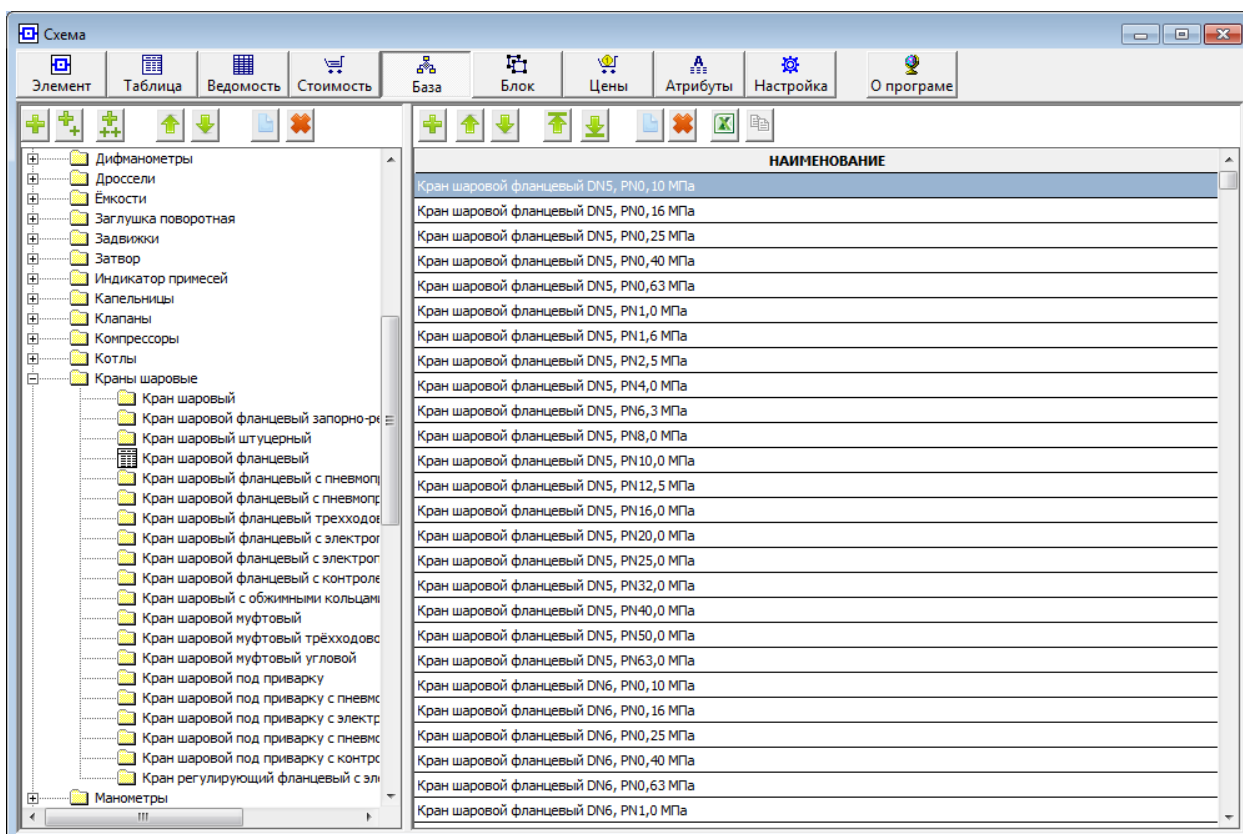 Схема
Элемент
Таблица
Ведомость
Стоимость
База
Блок
Цены
Атрибуты
Настройка
О програме
Дифманометры
Дроссели
Ёмкости
Заглушка поворотная
Задвижки
Затвор
Индикатор примесей
Капельницы
Клапаны
Компрессоры
Котлы
Краны шаровые
Кран шаровый
Кран шаровой фланцевый запорно-ре
Кран шаровый штуцерный
Кран шаровой фланцевый
Кран шаровый фланцевый с пневмопр
Кран шаровой фланцевый с пневмопр
Кран шаровый фланцевый трехходов
Кран шаровый фланцевый с электроп
Кран шаровой фланцевый с электроп
Кран шаровой фланцевый с контроле
Кран шаровый с обжимными кольцами
Кран шаровой муфтовый
Кран шаровой муфтовый трёхходово
Кран шаровой муфтовый угловой
Кран шаровой под приварку
Кран шаровой под приварку с пневмо
Кран шаровой под приварку с электр
Кран шаровой под приварку с пневмо
Кран шаровой под приварку с контро
Кран регулирующий фланцевый с эле
Манометры
НАИМЕНОВАНИЕ
Кран шаровой фланцевый DN5, PN0,10 МПа
Кран шаровой фланцевый DN5, PN0,16 МПа
Кран шаровой фланцевый DN5, PN0,25 МПа
Кран шаровой фланцевый DN5, PN0,40 МПа
Кран шаровой фланцевый DN5, PN0,63 МПа
Кран шаровой фланцевый DN5, PN1,0 МПа
Кран шаровой фланцевый DN5, PN1,6 МПа
Кран шаровой фланцевый DN5, PN2,5 МПа
Кран шаровой фланцевый DN5, PN4,0 МПа
Кран шаровой фланцевый DN5, PN6,3 МПа
Кран шаровой фланцевый DN5, PN8,0 МПа
Кран шаровой фланцевый DN5, PN10,0 МПа
Кран шаровой фланцевый DN5, PN12,5 МПа
Кран шаровой фланцевый DN5, PN16,0 МПа
Кран шаровой фланцевый DN5, PN20,0 МПа
Кран шаровой фланцевый DN5, PN25,0 МПа
Кран шаровой фланцевый DN5, PN32,0 МПа
Кран шаровой фланцевый DN5, PN40,0 МПа
Кран шаровой фланцевый DN5, PN50,0 МПа
Кран шаровой фланцевый DN5, PN63,0 МПа
Кран шаровой фланцевый DN6, PN0,10 МПа
Кран шаровой фланцевый DN6, PN0,16 МПа
Кран шаровой фланцевый DN6, PN0,25 МПа
Кран шаровой фланцевый DN6, PN0,40 МПа
Кран шаровой фланцевый DN6, PN0,63 МПа
Кран шаровой фланцевый DN6, PN1,0 МПа